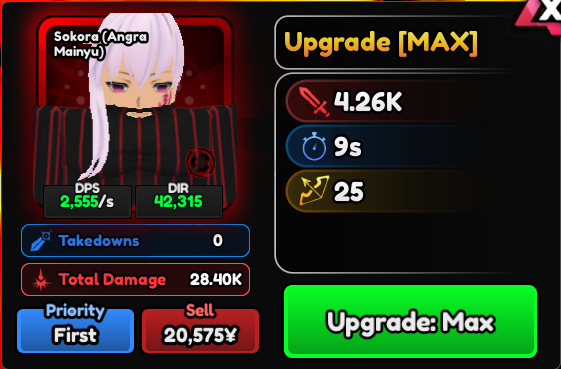 Sokora (Angra
Mainyu)
DPS
2,555/s
DIR
42,315
Takedowns 0
Total Damage 28.40K
Priority
First
Sell
20,575¥
X
Upgrade [MAX]
4.26K
9s
25
Upgrade: Max